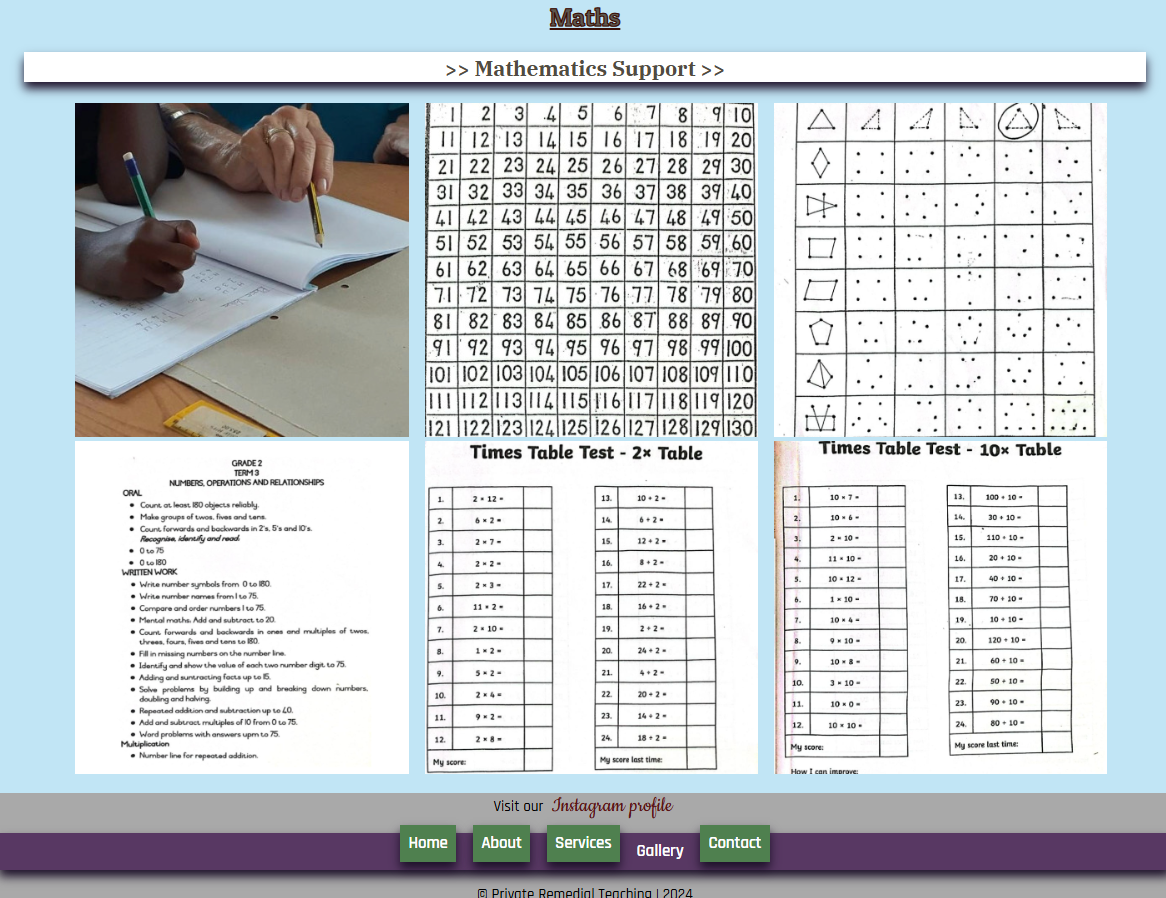 Maths
>> Mathematics Support >>
1 2 3 4 5 6 7 8 9 10
11 12 13 14 15 16 17 18 19 20
21 22 23 24 25 26 27 28 29 30
31 32 33 34 35 36 37 38 39 40
41 42 43 44 45 46 47 48 49 50
51 52 53 54 55 56 57 58 59 60
61 62 63 64 65 66 67 68 69 70
71 72 73 74 75 76 77 78 79 80
81 82 83 84 85 86 87 88 89 90
91 92 93 94 95 96 97 98 99 100
101 102 103 104 105 106 107 108 109 110
111 112 113 114 115 116 117 118 119 120
121 122 123 124 125 126 127 128 129 130
GRADE 2
TERM 3
NUMBERS, OPERATIONS AND RELATIONSHIPS
ORAL
• Count at least 180 objects reliably.
• Make groups of twos, fives and tens.
• Count forwards and backwards in 2's, 5's and 10's.
Recognise, identify and read:
• 0 to 75
• 0 to 180
WRITTEN WORK
• Write number symbols from 0 to 180.
• Write number names from 1 to 75.
• Compare and order numbers 1 to 75.
• Mental maths. Add and subtract to 20.
• Count forwards and backwards in ones and multiples of twos,
threes, fours, fives and tens to 180.
• Fill in missing numbers on the number line.
• Identify and show the value of each two number digit to 75.
• Adding and suntracting facts up to 15.
• Solve problems by building up and breaking down numbers,
doubling and halving.
• Repeated addition and subtraction up to 40.
• Add and subtract multiples of 10 from 0 to 75.
• Word problems with answers upm to 75.
Multiplication
• Number line for repeated addition.
Times Table Test - 2× Table
1. 2 × 12 =
2. 6 × 2 =
3. 2 × 7 =
4. 2 × 2 =
5. 2 × 3 =
6. 11 × 2 =
7. 2 × 10 =
8. 1 × 2 =
9. 5 × 2 =
10. 2 × 4 =
11. 9 × 2 =
12. 2 × 8 =
My score:
13. 10 ÷ 2 =
14. 6 ÷ 2 =
15. 12 ÷ 2 =
16. 8 ÷ 2 =
17. 22 ÷ 2 =
18. 16 ÷ 2 =
19. 2 ÷ 2 =
20. 24 ÷ 2 =
21. 4 ÷ 2 =
22. 20 ÷ 2 =
23. 14 ÷ 2 =
24. 18 ÷ 2 =
My score last time:
Times Table Test - 10× Table
1. 10 × 7 =
2. 10 × 6 =
3. 2 × 10 =
4. 11 × 10 =
5. 10 × 12 =
6. 1 × 10 =
7. 10 × 4 =
8. 9 × 10 =
9. 10 × 8 =
10. 3 × 10 =
11. 10 × 0 =
12. 10 × 10 =
My score:
How I can improve:
13. 100 ÷ 10 =
14. 30 ÷ 10 =
15. 110 ÷ 10 =
16. 20 ÷ 10 =
17. 40 ÷ 10 =
18. 70 ÷ 10 =
19. 10 ÷ 10 =
20. 120 ÷ 10 =
21. 60 ÷ 10 =
22. 50 ÷ 10 =
23. 90 ÷ 10 =
24. 80 ÷ 10 =
My score last time:
Visit our Instagram profile
Home About Services Gallery Contact
© Private Remedial Teaching | 2024